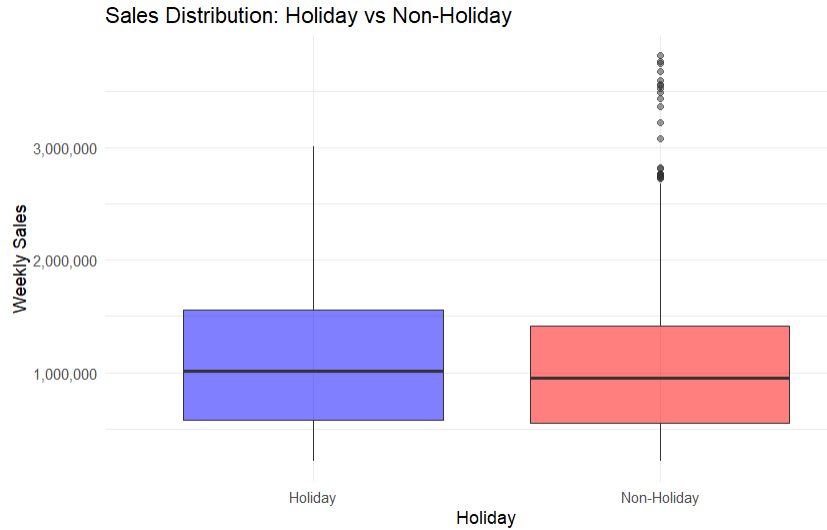 Sales Distribution: Holiday vs Non-Holiday
Weekly Sales
3,000,000
2,000,000
1,000,000
Holiday
Non-Holiday
Holiday